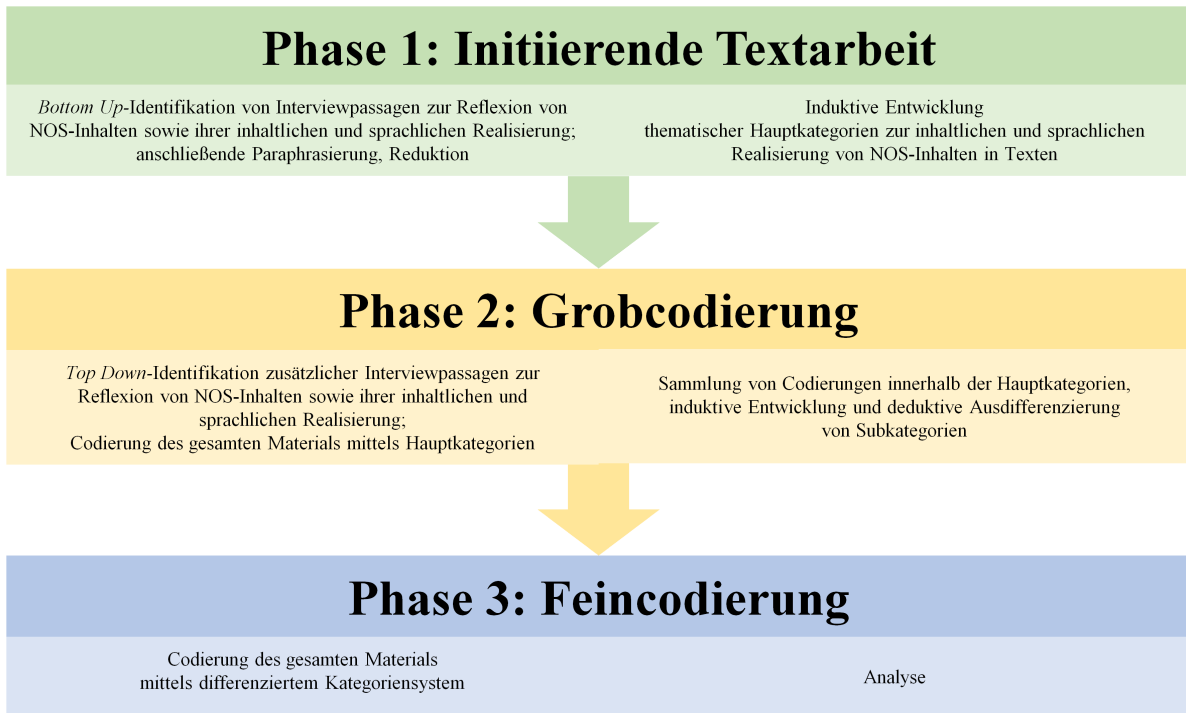 Phase 1: Initiierende Textarbeit
Bottom Up-Identifikation von Interviewpassagen zur Reflexion von
NOS-Inhalten sowie ihrer inhaltlichen und sprachlichen Realisierung;
anschließende Paraphrasierung, Reduktion
Induktive Entwicklung
thematischer Hauptkategorien zur inhaltlichen und sprachlichen
Realisierung von NOS-Inhalten in Texten
Phase 2: Grobcodierung
Top Down-Identifikation zusätzlicher Interviewpassagen zur
Reflexion von NOS-Inhalten sowie ihrer inhaltlichen und
sprachlichen Realisierung;
Codierung des gesamten Materials mittels Hauptkategorien
Sammlung von Codierungen innerhalb der Hauptkategorien,
induktive Entwicklung und deduktive Ausdifferenzierung
von Subkategorien
Phase 3: Feincodierung
Codierung des gesamten Materials
mittels differenziertem Kategoriensystem
Analyse